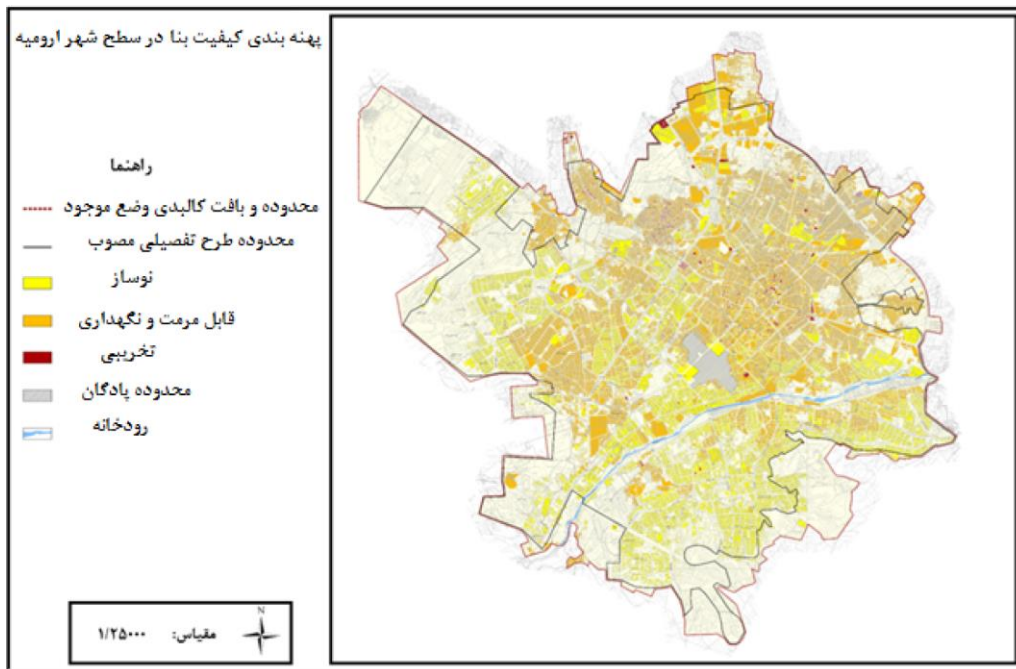 پهنه بندی کیفیت بنا در سطح شهر ارومیه
راهنما
محدوده و بافت کالبدی وضع موجود
محدوده طرح تفصیلی مصوب
نوساز
قابل مرمت و نگهداری
تخریبی
محدوده پادگان
رودخانه
مقیاس: ۱/۲۵۰۰۰
N